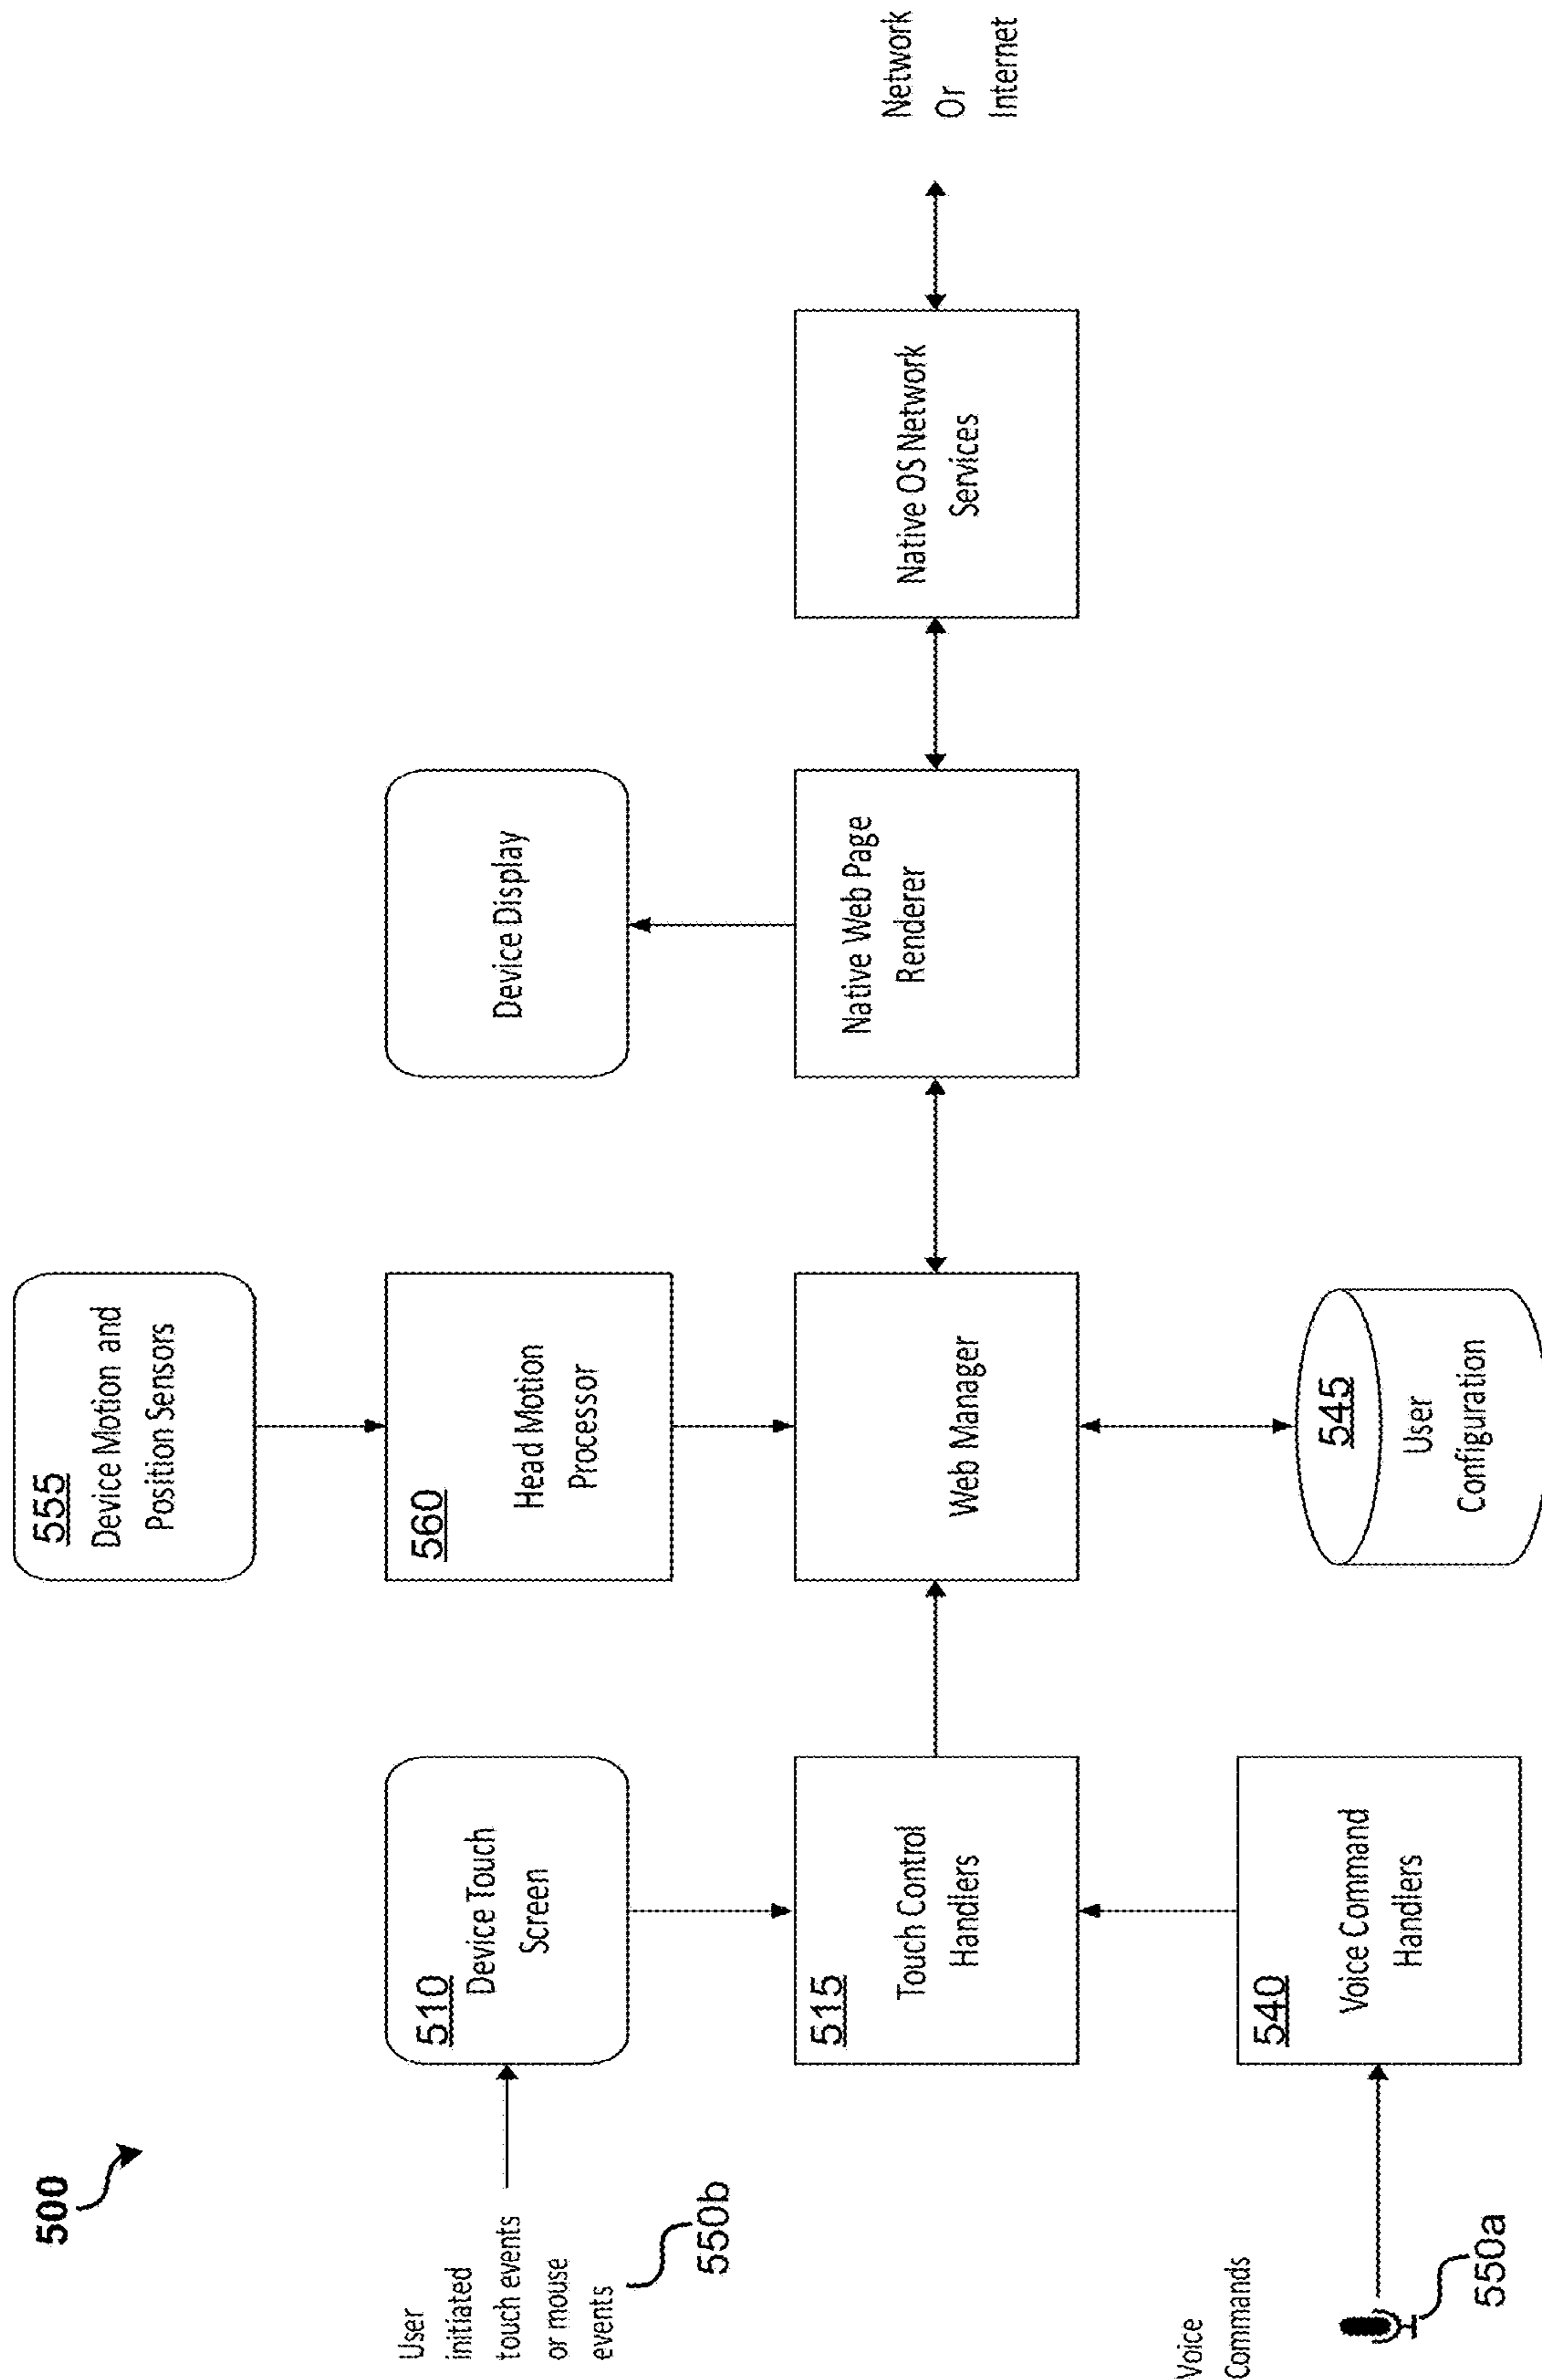 500
555
Device Motion and
Position Sensors
User
initiated
touch events
or mouse
events
550b
510
Device Touch
Screen
560
Head Motion
Processor
Device Display
515
Touch Control
Handlers
Web Manager
Native Web Page
Renderer
Native OS Network
Services
Network
Or
Internet
Voice
Commands
550a
540
Voice Command
Handlers
545
User
Configuration